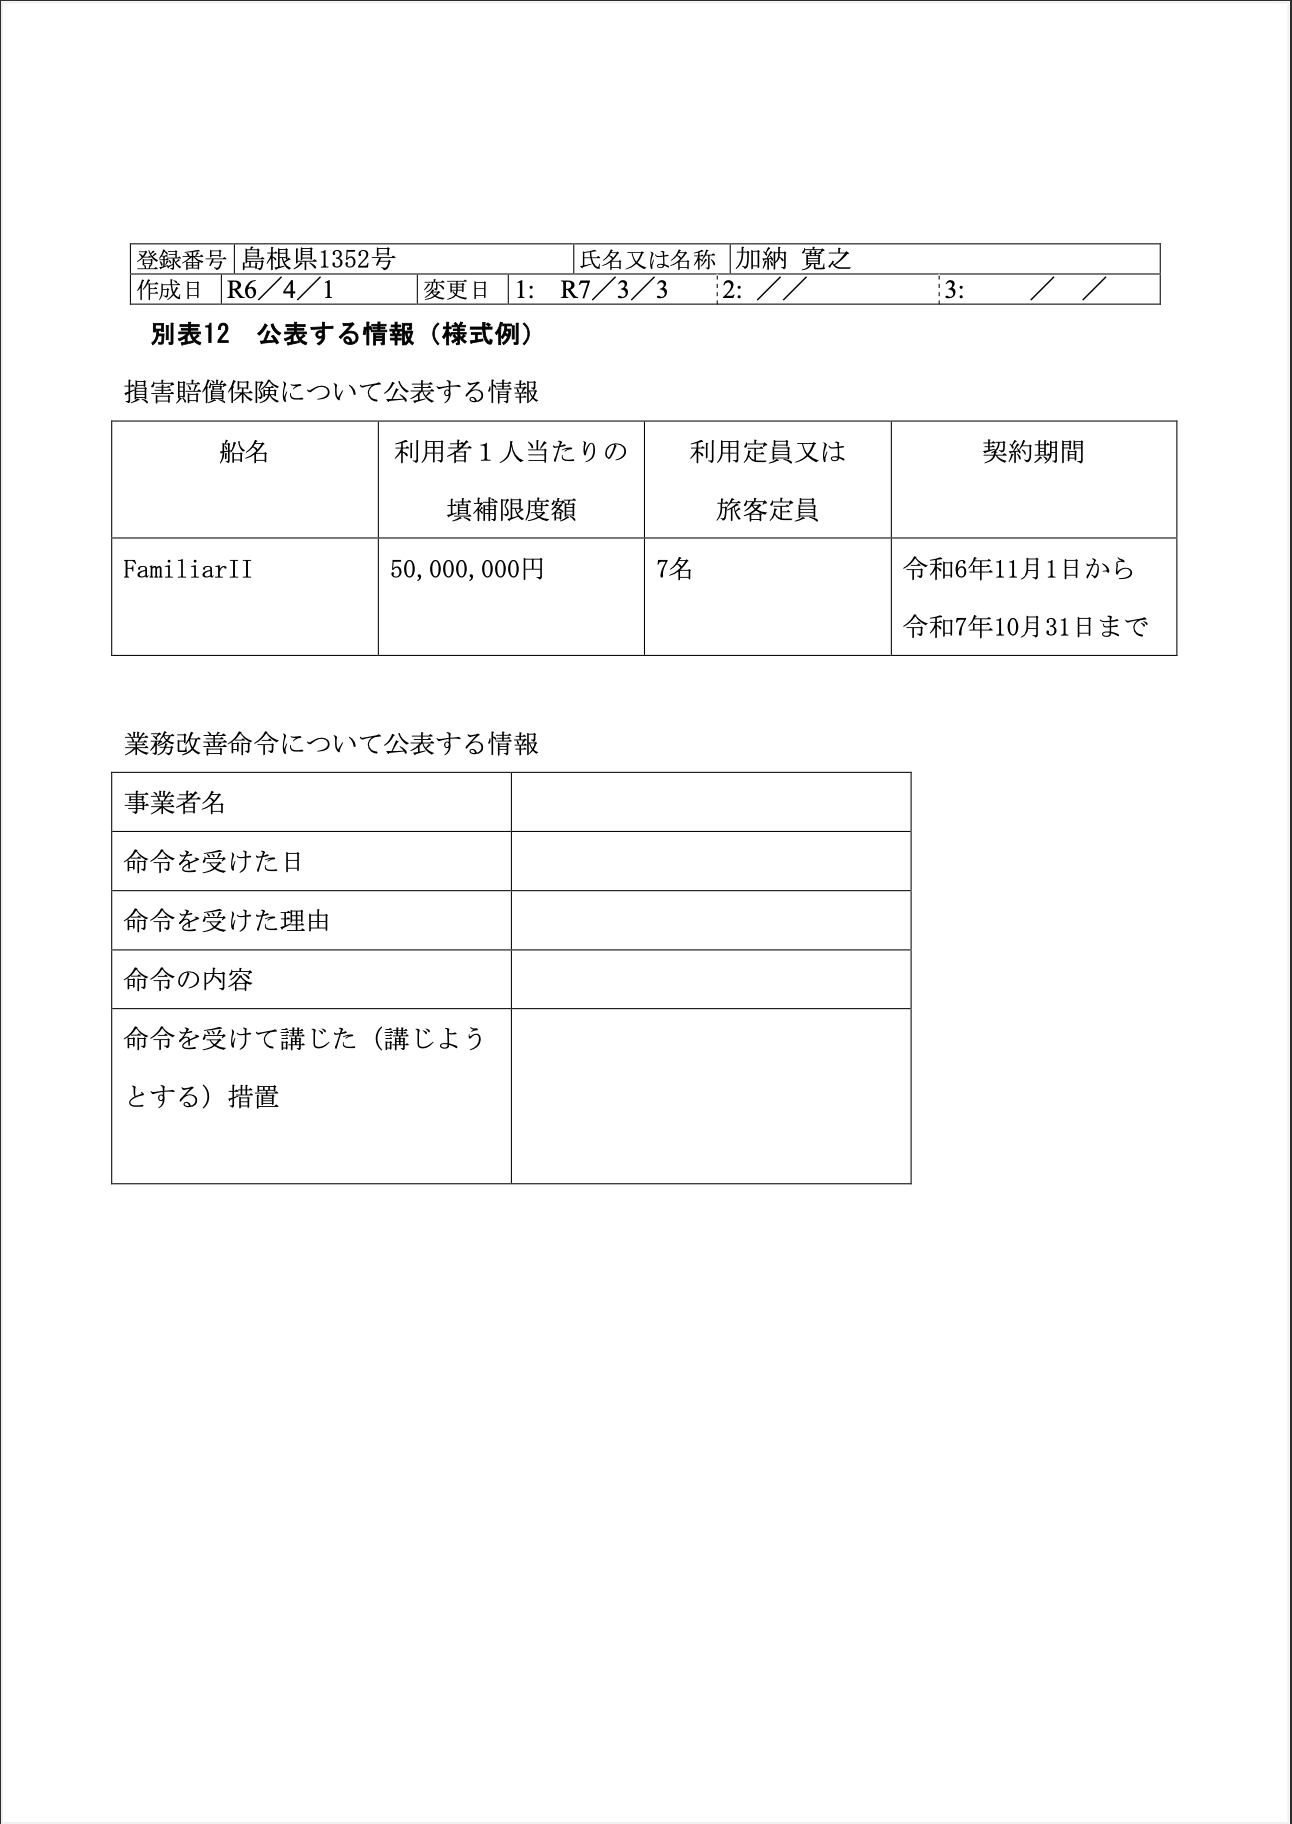 登録番号 島根県1352号 氏名又は名称 加納 寛之
作成日 R6／4／1 変更日 1: R7／3／3 2: ／／ 3: ／ ／
別表12 公表する情報（様式例）
損害賠償保険について公表する情報
船名 利用者１人当たりの 利用定員又は 契約期間
填補限度額 旅客定員
FamiliarII 50,000,000円 7名 令和6年11月1日から
令和7年10月31日まで
業務改善命令について公表する情報
事業者名
命令を受けた日
命令を受けた理由
命令の内容
命令を受けて講じた（講じよう
とする）措置